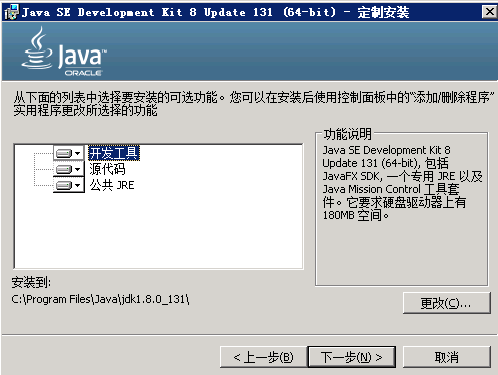 Java SE Development Kit 8 Update 131 (64-bit) - 定制安装
Java
ORACLE
从下面的列表中选择要安装的可选功能。您可以在安装后使用控制面板中的“添加/删除程序”
实用程序更改所选择的功能
开发工具
源代码
公共 JRE
功能说明
Java SE Development Kit 8
Update 131 (64-bit), 包括
JavaFX SDK, 一个专用 JRE 以及
Java Mission Control 工具套
件。它要求硬盘驱动器上有
180MB 空间。
安装到:
C:\Program Files\Java\jdk1.8.0_131\
更改(C)...
< 上一步(B)
下一步(N) >
取消